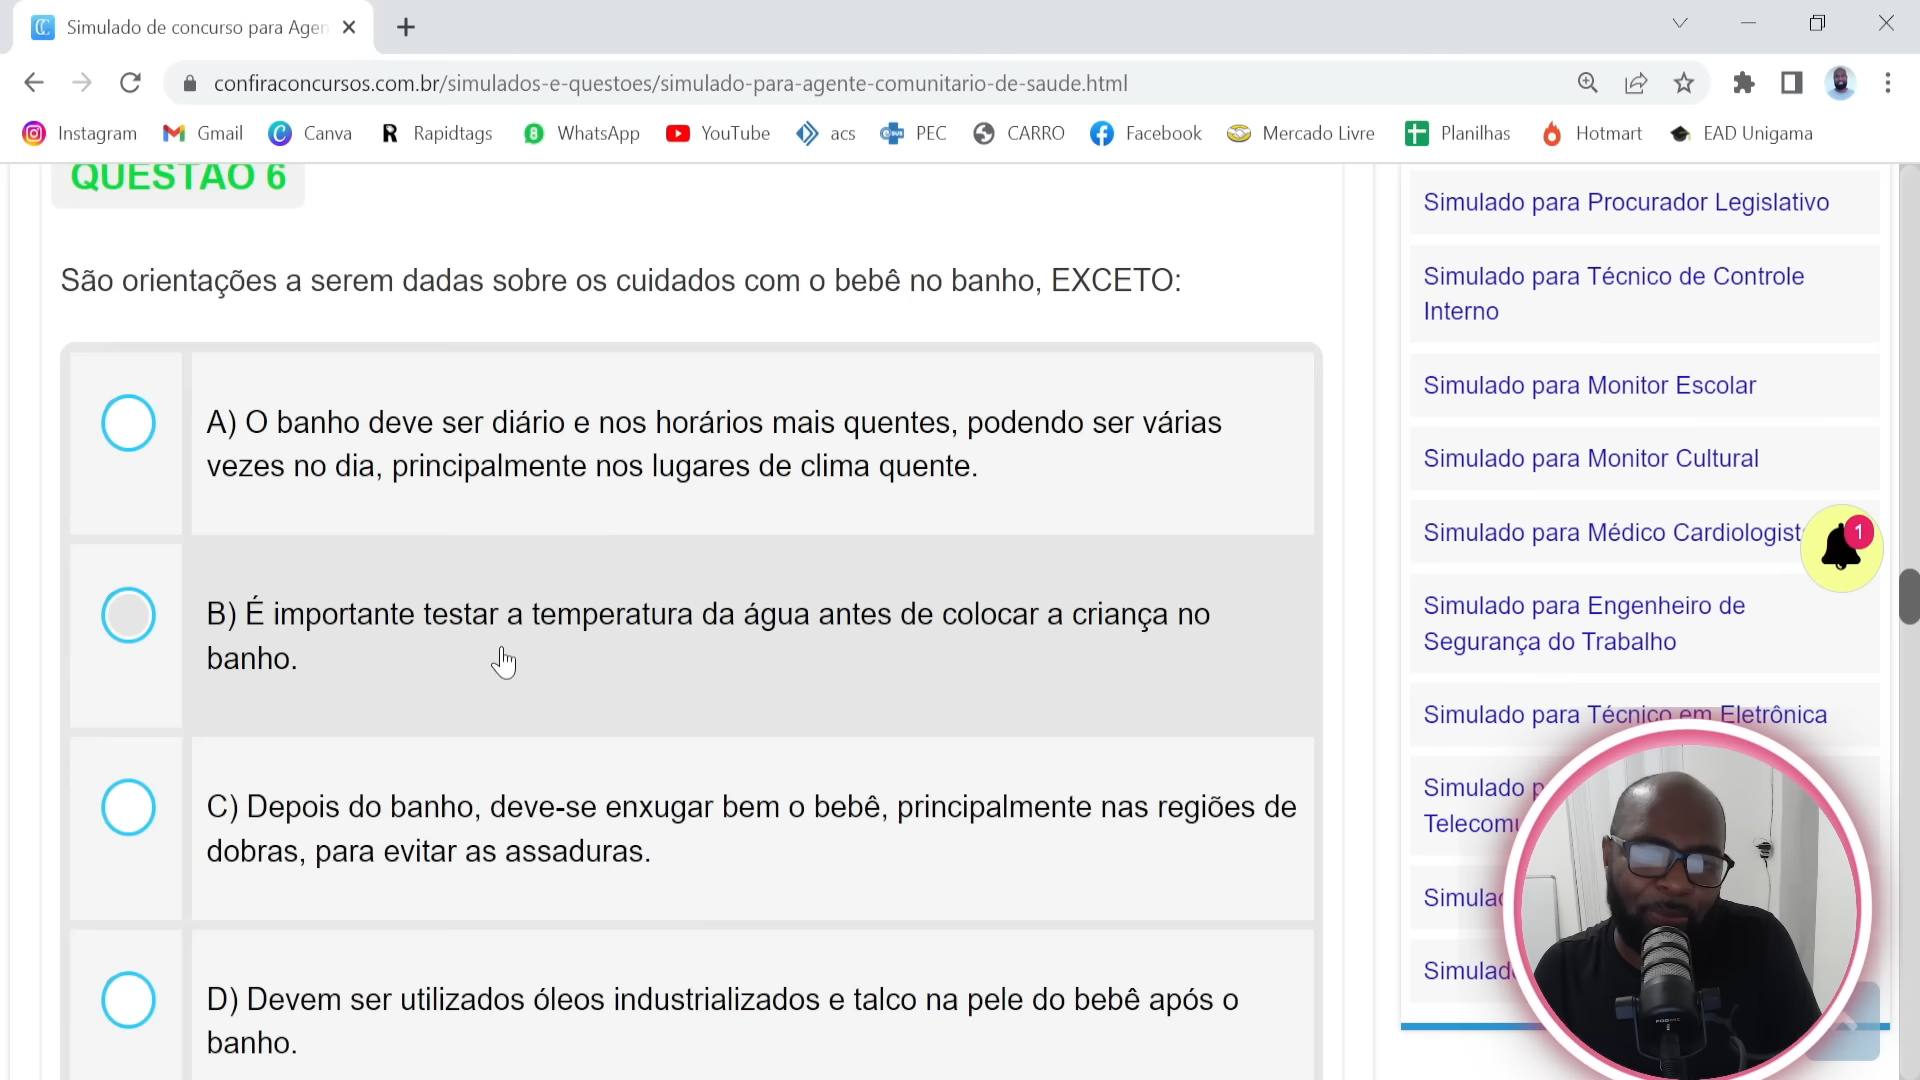 Simulado de concurso para Agen
confiraconcursos.com.br/simulados-e-questoes/simulado-para-agente-comunitario-de-saude.html
Instagram Gmail Canva Rapidtags WhatsApp YouTube acs PEC CARRO Facebook Mercado Livre Planilhas Hotmart EAD Unigama
QUESTÃO 6
São orientações a serem dadas sobre os cuidados com o bebê no banho, EXCETO:
A) O banho deve ser diário e nos horários mais quentes, podendo ser várias
vezes no dia, principalmente nos lugares de clima quente.
B) É importante testar a temperatura da água antes de colocar a criança no
banho.
C) Depois do banho, deve-se enxugar bem o bebê, principalmente nas regiões de
dobras, para evitar as assaduras.
D) Devem ser utilizados óleos industrializados e talco na pele do bebê após o
banho.
Simulado para Procurador Legislativo
Simulado para Técnico de Controle
Interno
Simulado para Monitor Escolar
Simulado para Monitor Cultural
Simulado para Médico Cardiologist
1
Simulado para Engenheiro de
Segurança do Trabalho
Simulado para Técnico em Eletrônica
Simulado p
Telecomu
Simulad
Simulad